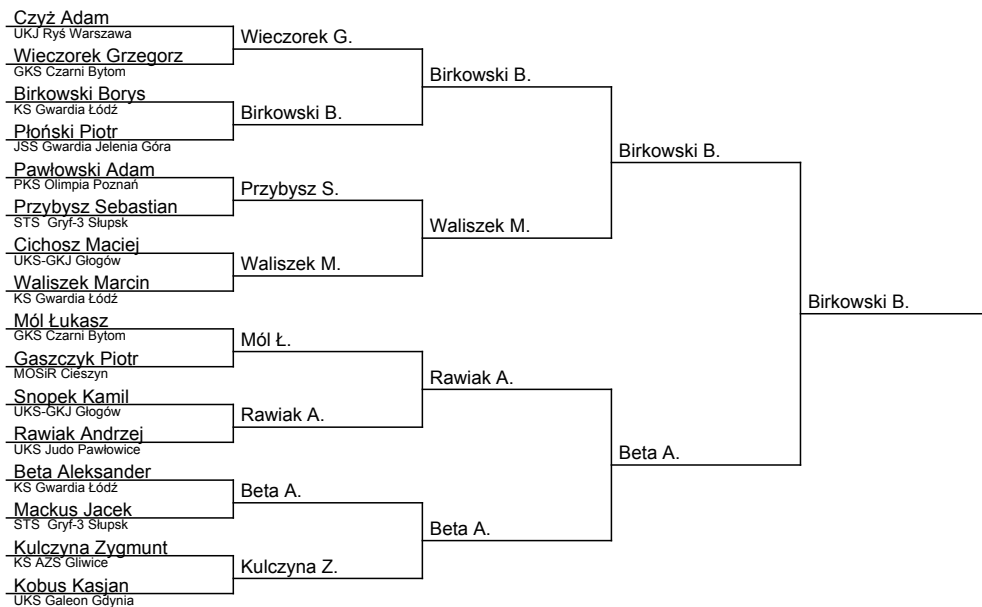 Czyż Adam
UKJ Ryś Warszawa
Wieczorek Grzegorz
GKS Czarni Bytom
Birkowski Borys
KS Gwardia Łódź
Płoński Piotr
JSS Gwardia Jelenia Góra
Pawłowski Adam
PKS Olimpia Poznań
Przybysz Sebastian
STS Gryf-3 Słupsk
Cichosz Maciej
UKS-GKJ Głogów
Waliszek Marcin
KS Gwardia Łódź
Mól Łukasz
GKS Czarni Bytom
Gaszczyk Piotr
MOSiR Cieszyn
Snopek Kamil
UKS-GKJ Głogów
Rawiak Andrzej
UKS Judo Pawłowice
Beta Aleksander
KS Gwardia Łódź
Mackus Jacek
STS Gryf-3 Słupsk
Kulczyna Zygmunt
KS AZS Gliwice
Kobus Kasjan
UKS Galeon Gdynia
Wieczorek G.
Birkowski B.
Przybysz S.
Waliszek M.
Mól Ł.
Rawiak A.
Beta A.
Kulczyna Z.
Birkowski B.
Waliszek M.
Rawiak A.
Beta A.
Birkowski B.
Beta A.
Birkowski B.